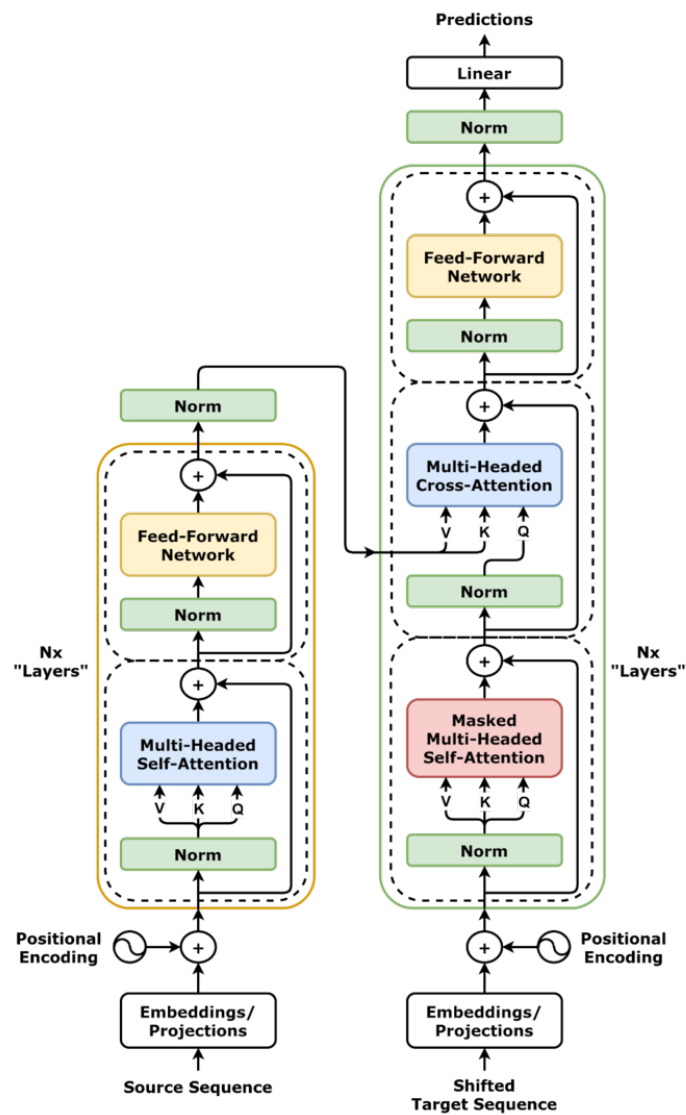 Predictions
Linear
Norm
Feed-Forward
Network
Norm
Multi-Headed
Cross-Attention
V K Q
Norm
Nx
"Layers"
Masked
Multi-Headed
Self-Attention
V K Q
Norm
Positional
Encoding
Embeddings/
Projections
Shifted
Target Sequence
Norm
Feed-Forward
Network
Norm
Nx
"Layers"
Multi-Headed
Self-Attention
V K Q
Norm
Positional
Encoding
Embeddings/
Projections
Source Sequence